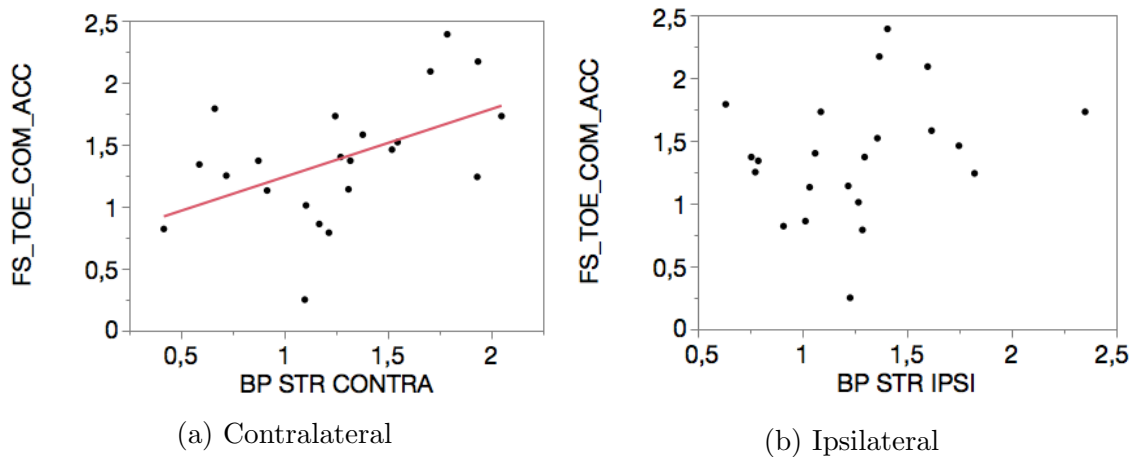 FS_TOE_COM_ACC
2,5
2
1,5
1
0,5
0
0,5 1 1,5 2
BP STR CONTRA
(a) Contralateral
FS_TOE_COM_ACC
2,5
2
1,5
1
0,5
0
0,5 1 1,5 2 2,5
BP STR IPSI
(b) Ipsilateral